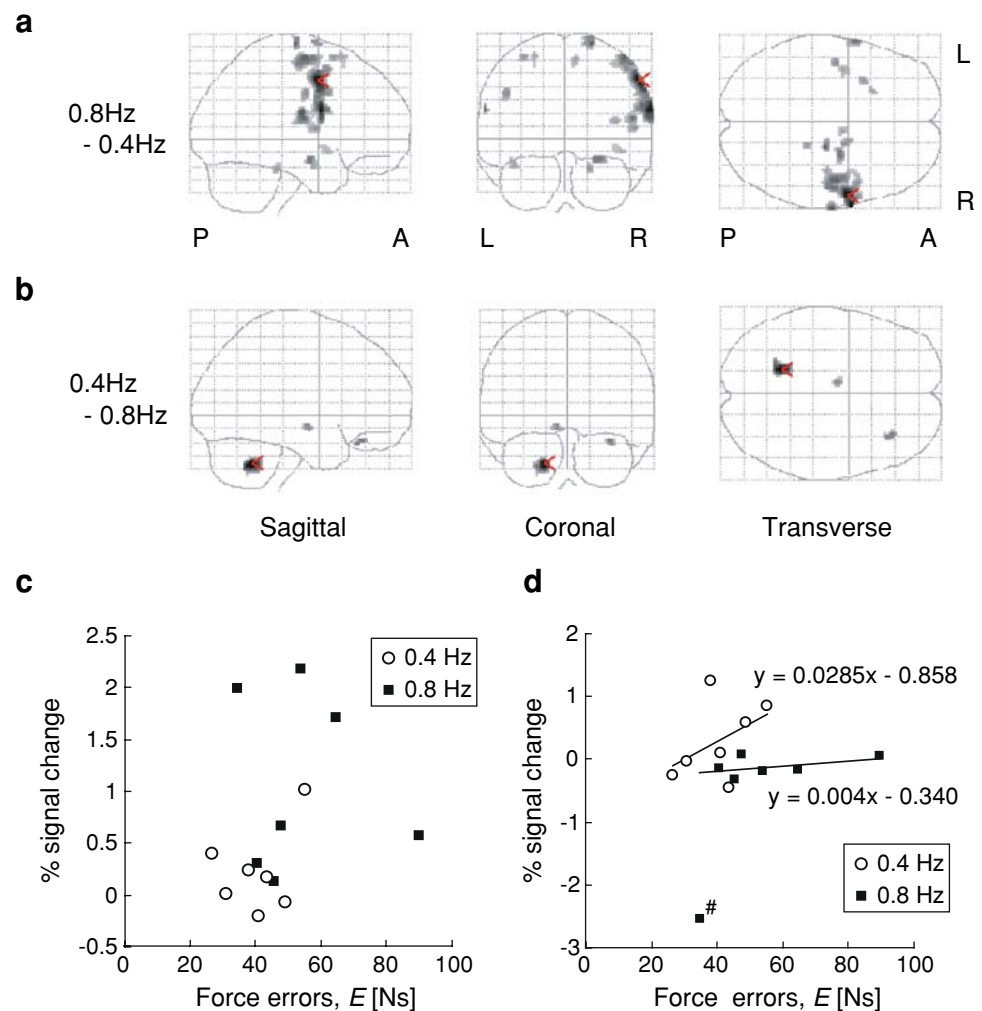 a
0.8Hz
- 0.4Hz
L
R
P A L R P A
b
0.4Hz
- 0.8Hz
Sagittal Coronal Transverse
c
2.5
2
1.5
1
0.5
0
-0.5
0 20 40 60 80 100
% signal change
Force errors, E [Ns]
0.4 Hz
0.8 Hz
d
2
1
0
-1
-2
-3
0 20 40 60 80 100
% signal change
Force errors, E [Ns]
y = 0.0285x - 0.858
y = 0.004x - 0.340
#
0.4 Hz
0.8 Hz